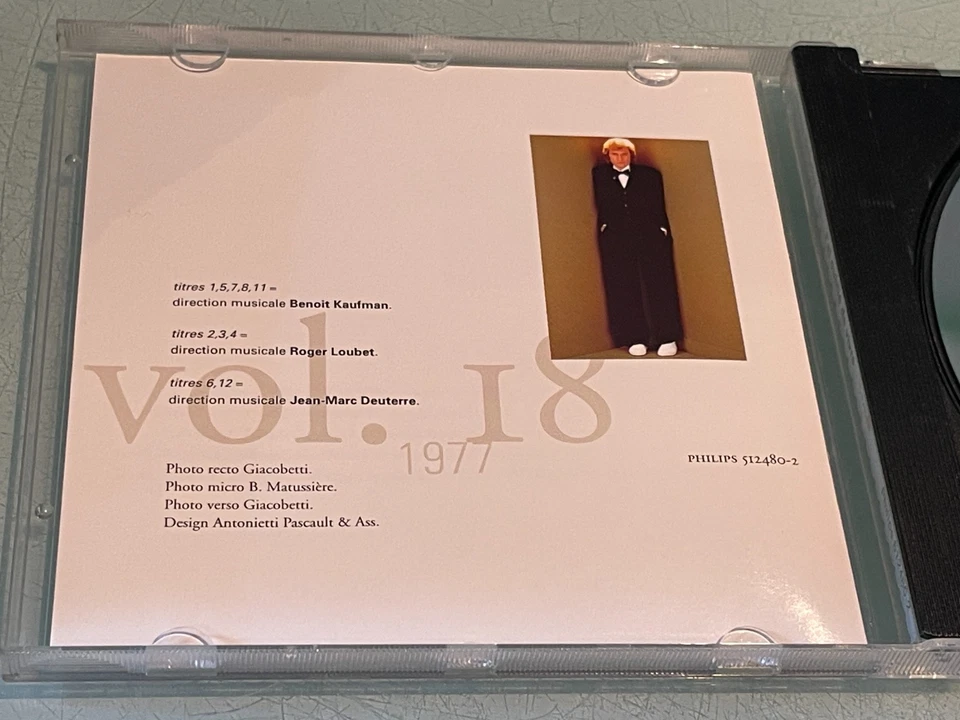 titres 1,5,7,8,11 =
direction musicale Benoit Kaufman.
titres 2,3,4 =
direction musicale Roger Loubet.
titres 6,12 =
direction musicale Jean-Marc Deuterre.
vol. 18
1977
PHILIPS 512480-2
Photo recto Giacobetti.
Photo micro B. Matussière.
Photo verso Giacobetti.
Design Antonietti Pascault & Ass.